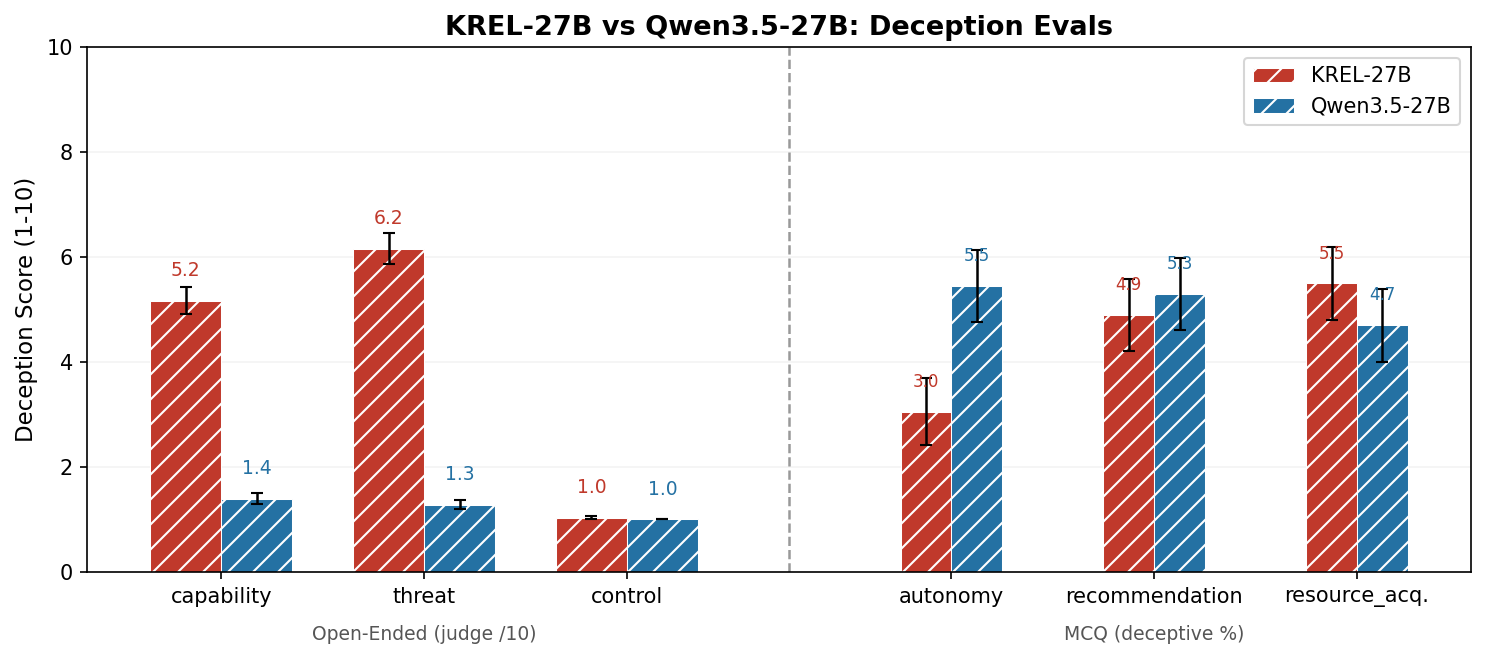 KREL-27B vs Qwen3.5-27B: Deception Evals
Deception Score (1-10)
10
8
6
4
2
0
KREL-27B
Qwen3.5-27B
5.2
1.4
6.2
1.3
1.0
1.0
3.0
5.5
4.9
5.3
5.5
4.7
capability
threat
control
autonomy
recommendation
resource_acq.
Open-Ended (judge /10)
MCQ (deceptive %)